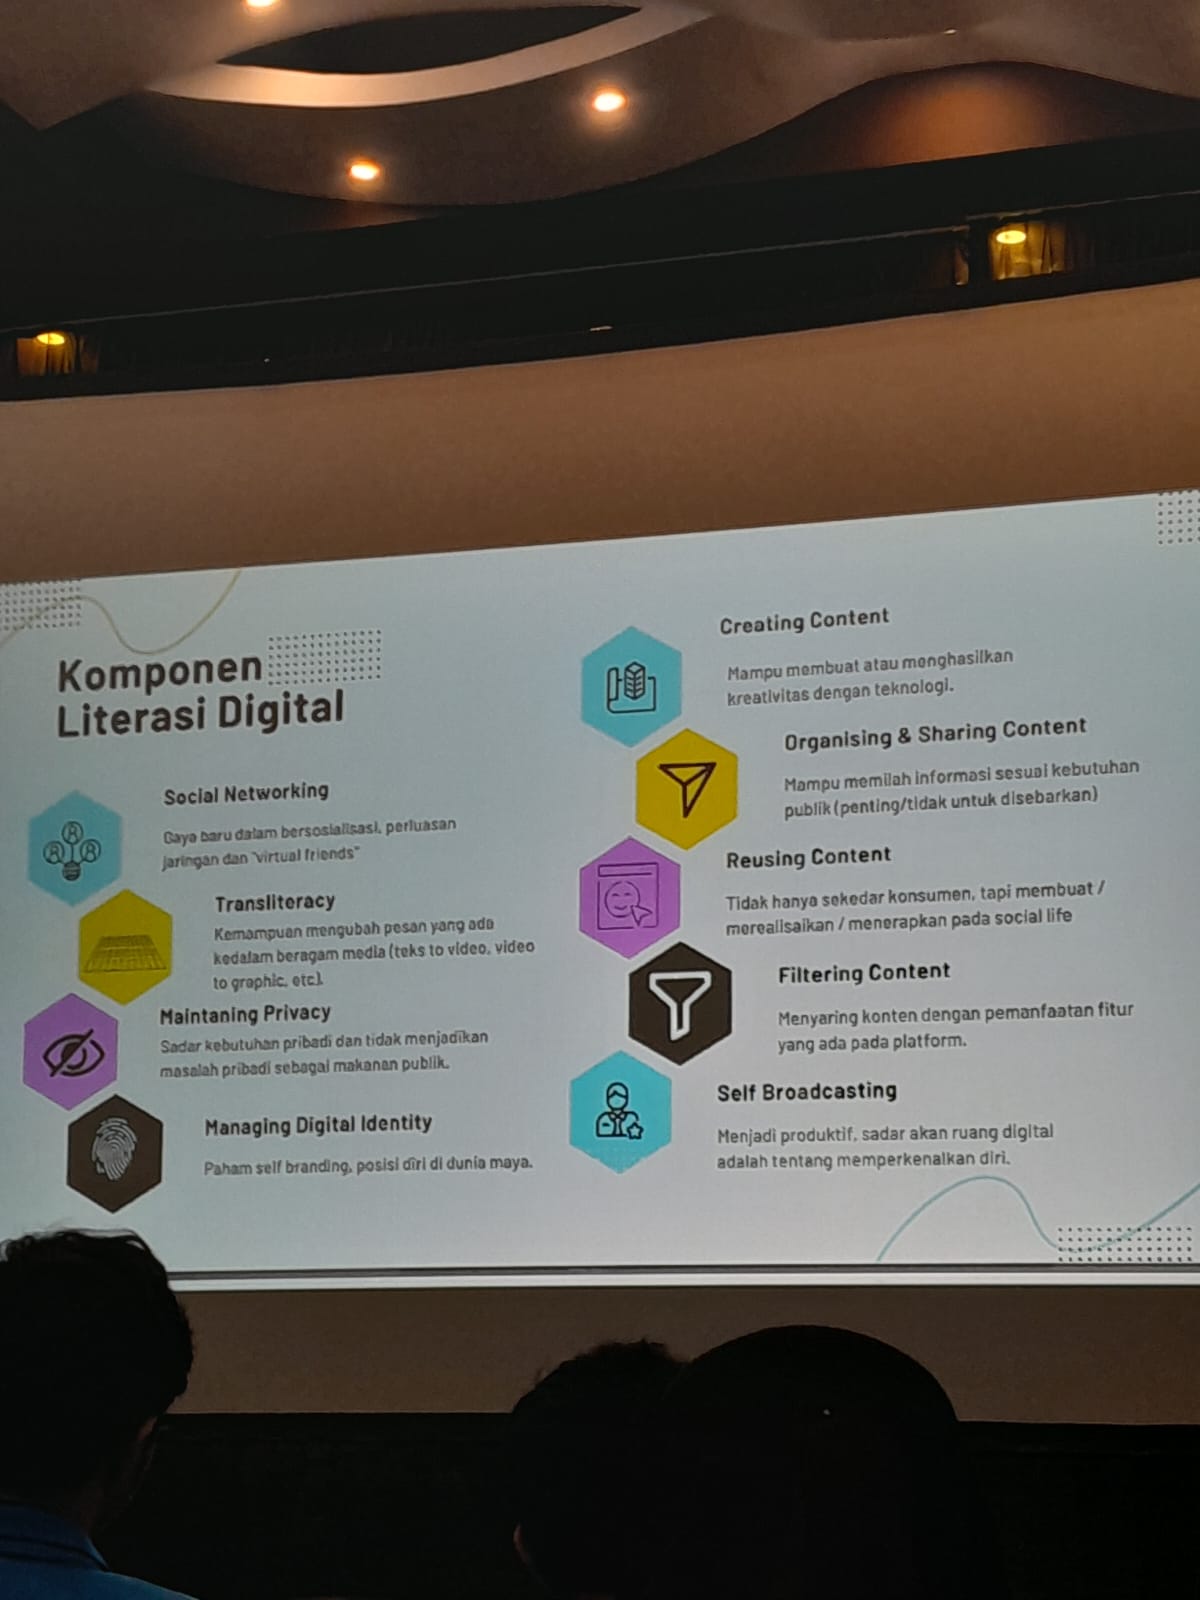 Komponen
Literasi Digital
Social Networking
Gaya baru dalam bersosialisasi, perluasan
jaringan dan "virtual friends"
Transliteracy
Kemampuan mengubah pesan yang ada
kedalam beragam media (teks to video, video
to graphic, etc).
Maintaning Privacy
Sadar kebutuhan pribadi dan tidak menjadikan
masalah pribadi sebagai makanan publik.
Managing Digital Identity
Paham self branding, posisi diri di dunia maya.
Creating Content
Mampu membuat atau menghasilkan
kreativitas dengan teknologi.
Organising & Sharing Content
Mampu memilah informasi sesuai kebutuhan
publik (penting/tidak untuk disebarkan)
Reusing Content
Tidak hanya sekedar konsumen, tapi membuat /
merealisaikan / menerapkan pada social life
Filtering Content
Menyaring konten dengan pemanfaatan fitur
yang ada pada platform.
Self Broadcasting
Menjadi produktif, sadar akan ruang digital
adalah tentang memperkenalkan diri.